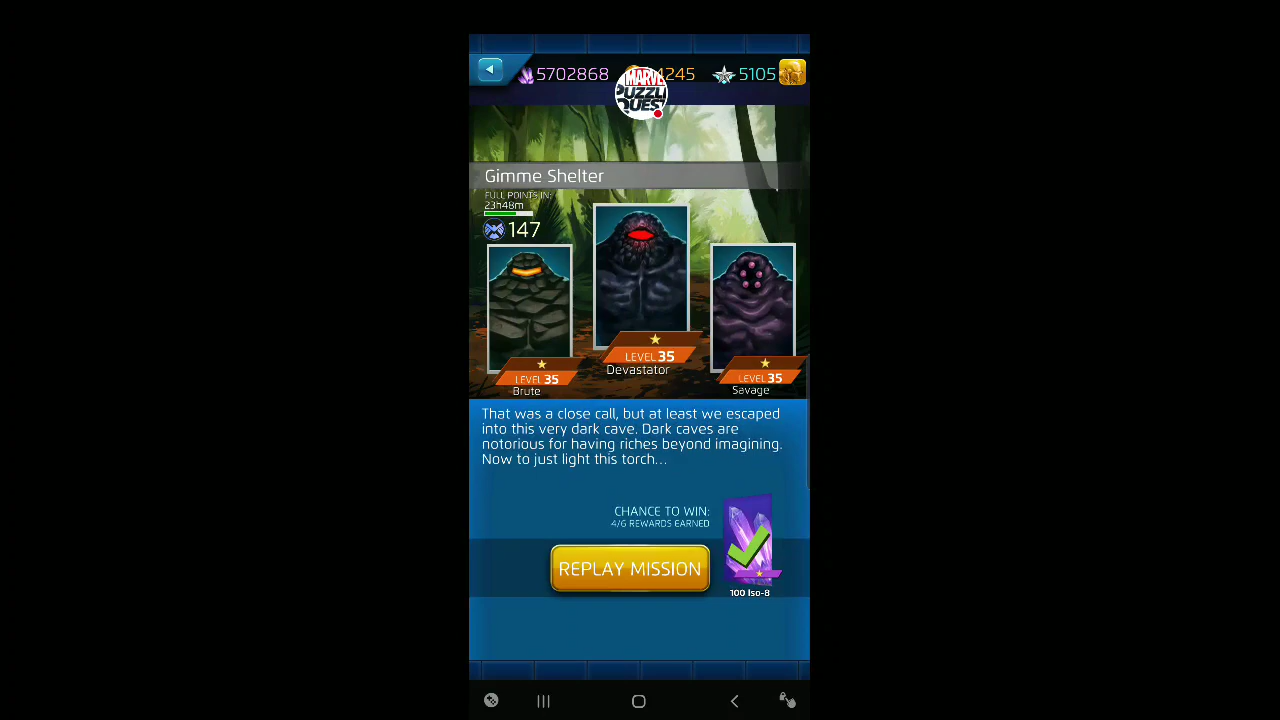 5702868
4245
5105
MARVEL
PUZZLE
QUEST
Gimme Shelter
FULL POINTS IN:
23h48m
147
LEVEL 35
Brute
LEVEL 35
Devastator
LEVEL 35
Savage
That was a close call, but at least we escaped
into this very dark cave. Dark caves are
notorious for having riches beyond imagining.
Now to just light this torch...
CHANCE TO WIN:
4/6 REWARDS EARNED
REPLAY MISSION
100 Iso-8